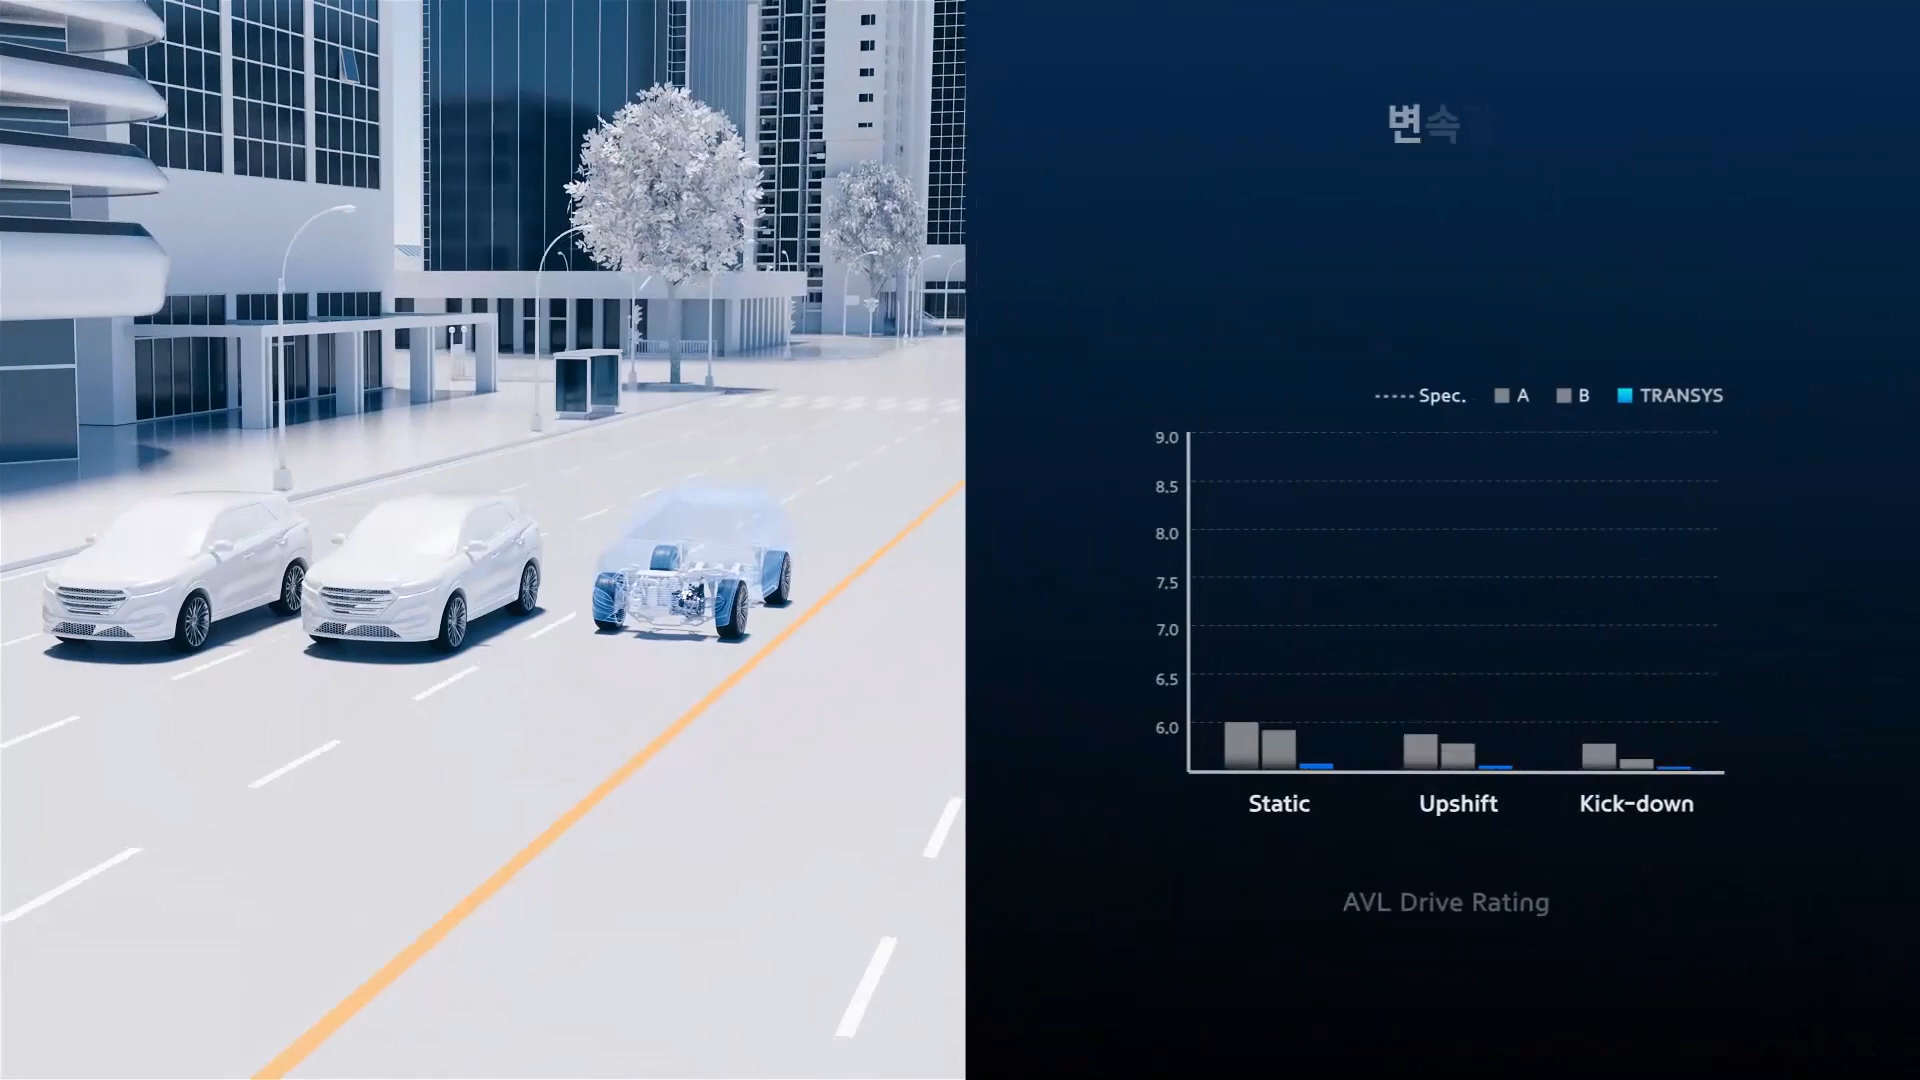 변속
Spec. A B TRANSYS
9.0
8.5
8.0
7.5
7.0
6.5
6.0
Static Upshift Kick-down
AVL Drive Rating